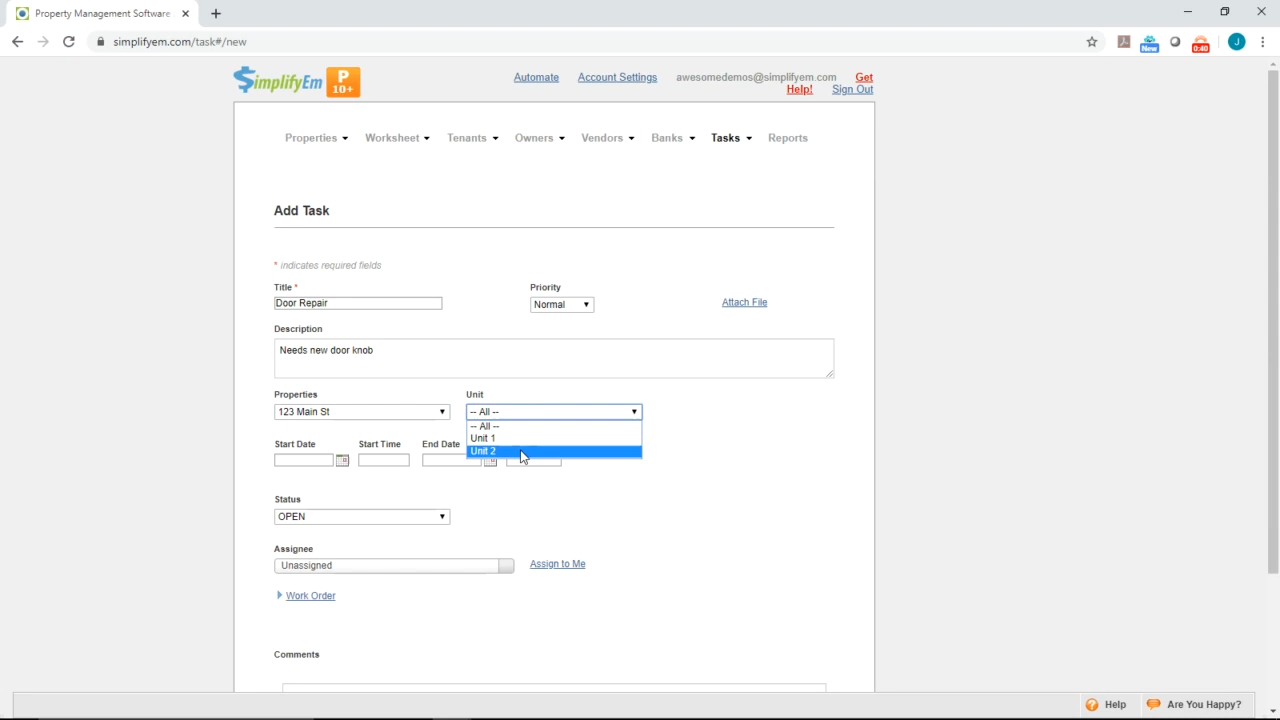 Property Management Software
simplifyem.com/task#/new
New
0:40
J
SimplifyEm P 10+
Automate Account Settings awesomedemos@simplifyem.com Get Help! Sign Out
Properties Worksheet Tenants Owners Vendors Banks Tasks Reports
Add Task
* indicates required fields
Title * Priority
Door Repair Normal Attach File
Description
Needs new door knob
Properties Unit
123 Main St -- All --
-- All --
Unit 1
Unit 2
Start Date Start Time End Date
Status
OPEN
Assignee
Unassigned Assign to Me
Work Order
Comments
Help Are You Happy?